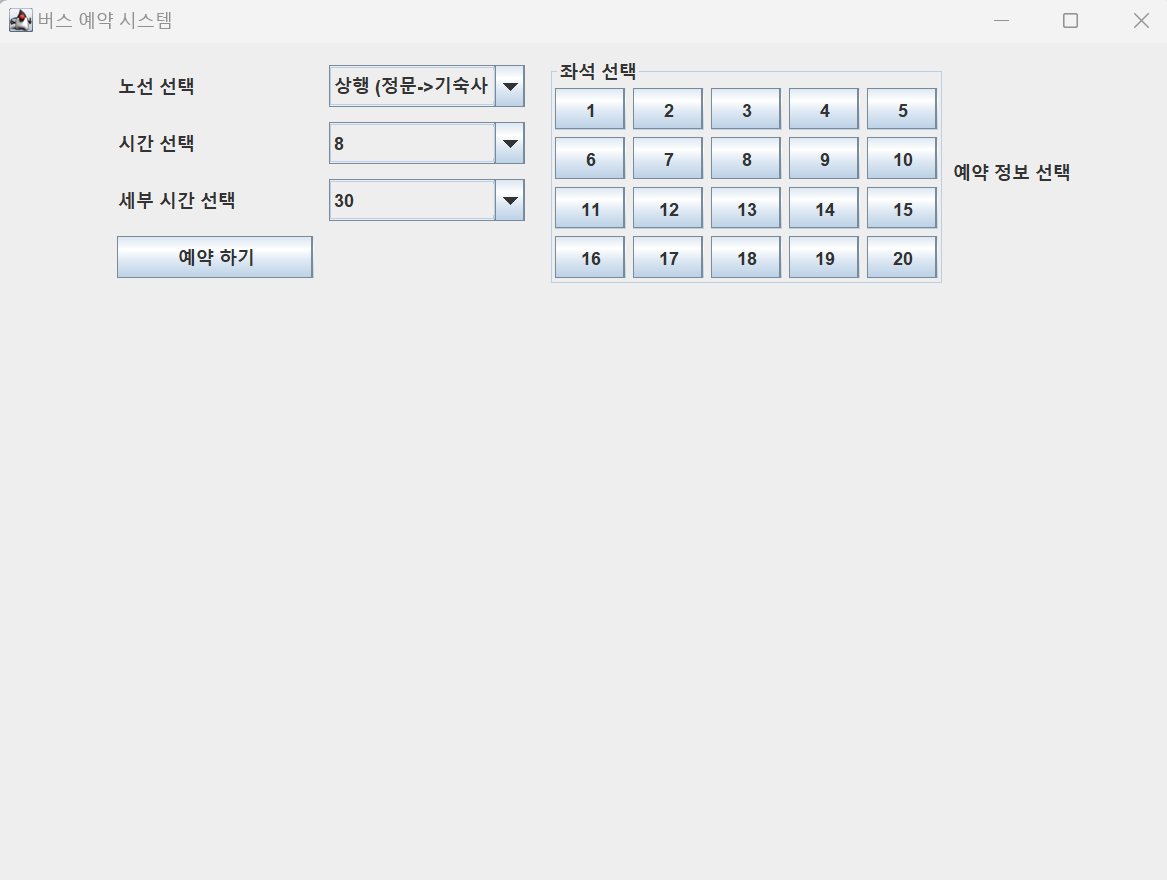 버스 예약 시스템
노선 선택
상행 (정문->기숙사
시간 선택
8
세부 시간 선택
30
예약 하기
좌석 선택
1 2 3 4 5
6 7 8 9 10
11 12 13 14 15
16 17 18 19 20
예약 정보 선택